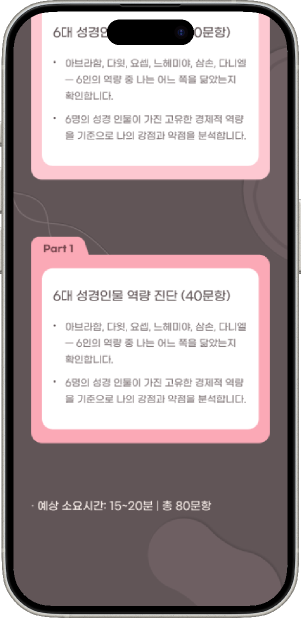 6대 성경인 0문항)
• 아브라함, 다윗, 요셉, 느헤미야, 삼손, 다니엘
— 6인의 역량 중 나는 어느 쪽을 닮았는지
확인합니다.
• 6명의 성경 인물이 가진 고유한 경제적 역량
을 기준으로 나의 강점과 약점을 분석합니다.
Part 1
6대 성경인물 역량 진단 (40문항)
• 아브라함, 다윗, 요셉, 느헤미야, 삼손, 다니엘
— 6인의 역량 중 나는 어느 쪽을 닮았는지
확인합니다.
• 6명의 성경 인물이 가진 고유한 경제적 역량
을 기준으로 나의 강점과 약점을 분석합니다.
· 예상 소요시간: 15~20분 | 총 80문항